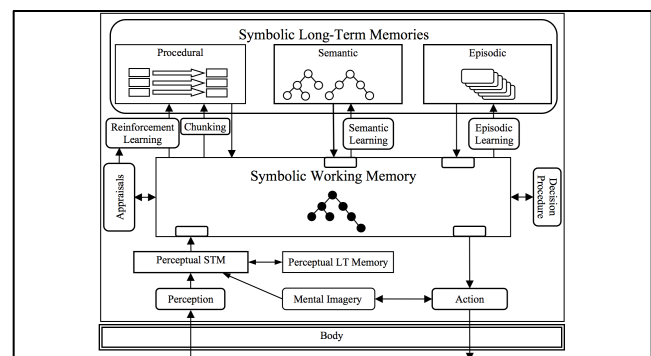 Symbolic Long-Term Memories
Procedural
Semantic
Episodic
Reinforcement
Learning
Chunking
Semantic
Learning
Episodic
Learning
Symbolic Working Memory
Appraisals
Decision
Procedure
Perceptual STM
Perceptual LT Memory
Perception
Mental Imagery
Action
Body